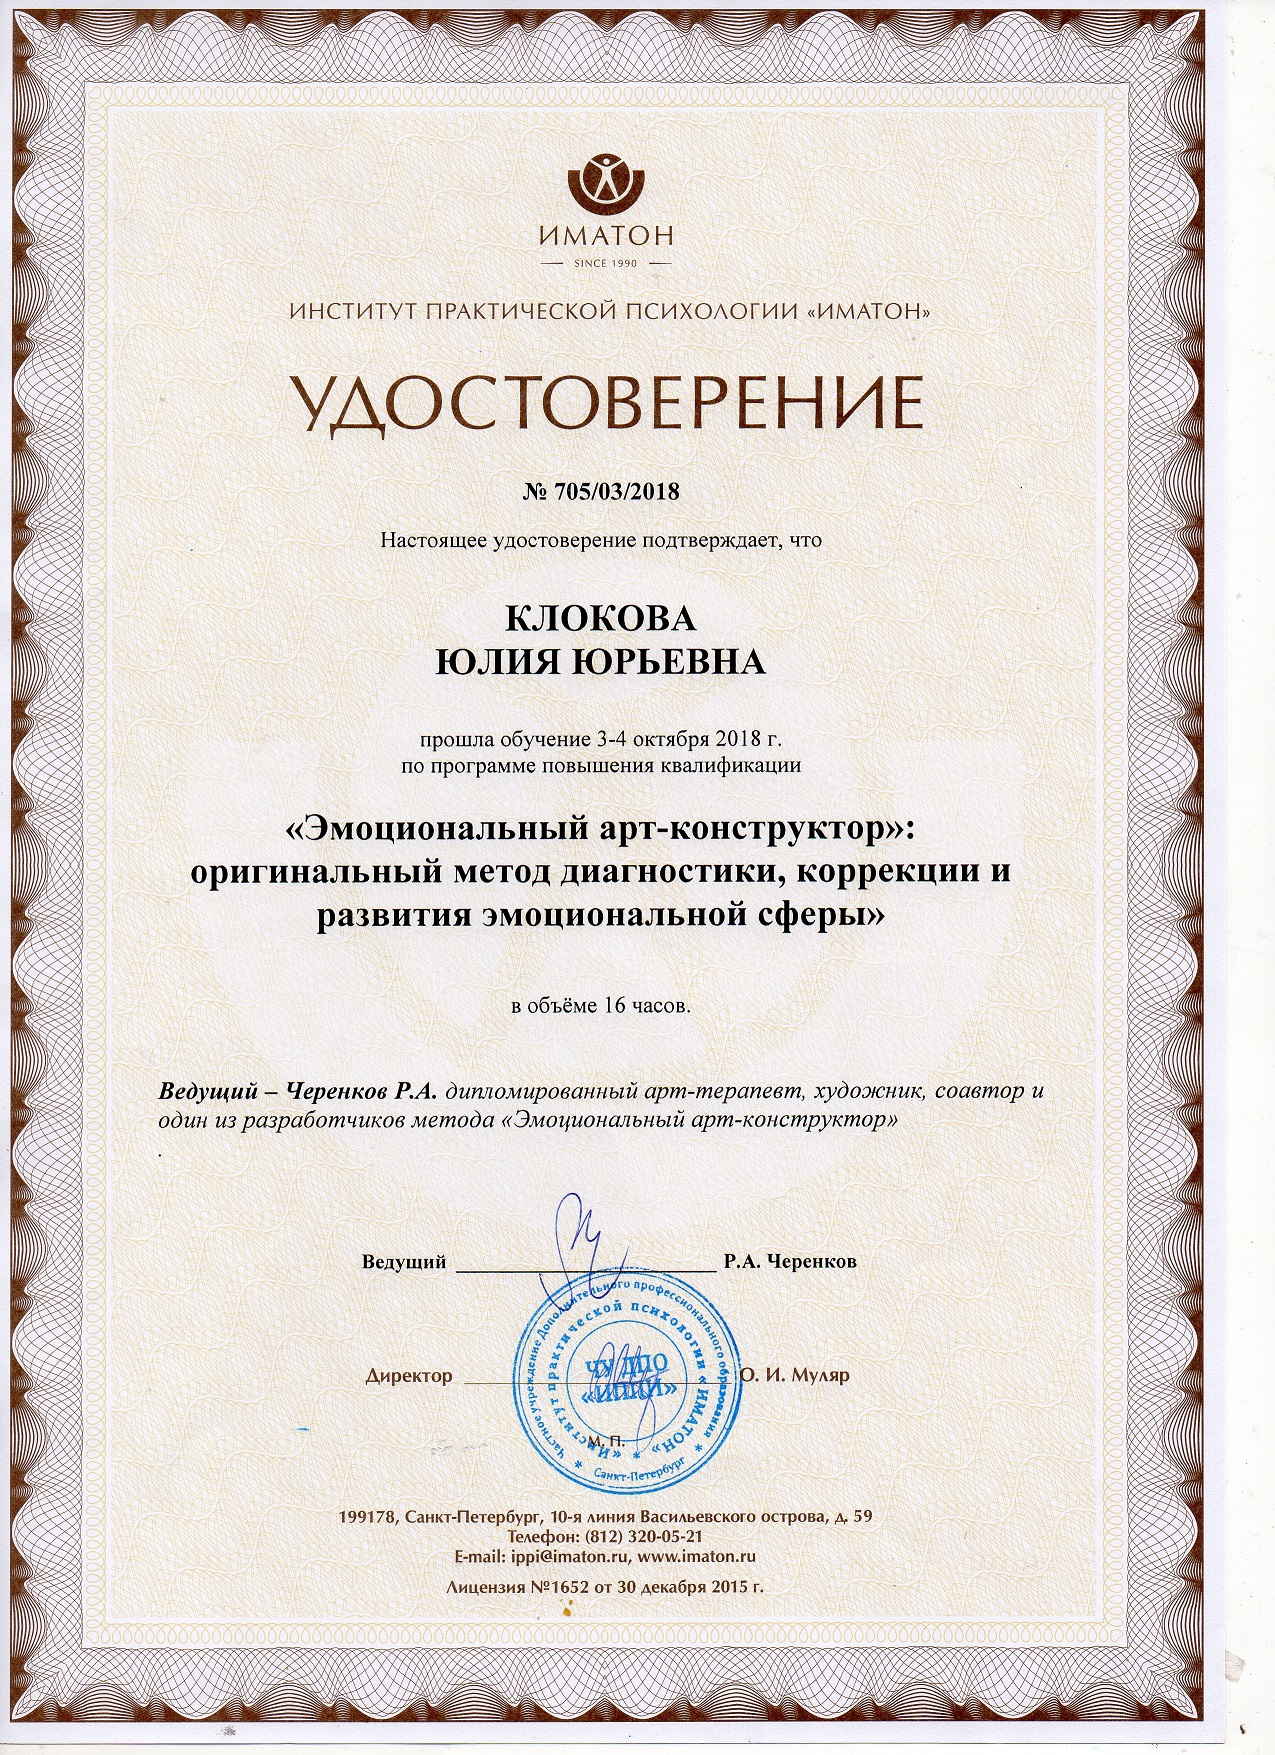 ИМАТОН
SINCE 1990
ИНСТИТУТ ПРАКТИЧЕСКОЙ ПСИХОЛОГИИ «ИМАТОН»
УДОСТОВЕРЕНИЕ
№ 705/03/2018
Настоящее удостоверение подтверждает, что
КЛОКОВА
ЮЛИЯ ЮРЬЕВНА
прошла обучение 3-4 октября 2018 г.
по программе повышения квалификации
«Эмоциональный арт-конструктор»:
оригинальный метод диагностики, коррекции и
развития эмоциональной сферы»
в объёме 16 часов.
Ведущий – Черенков Р.А. дипломированный арт-терапевт, художник, соавтор и
один из разработчиков метода «Эмоциональный арт-конструктор»
.
Ведущий Р.А. Черенков
Частное учреждение Дополнительного профессионального образования
«Институт практической психологии «ИМАТОН»
ЧУ ДПО
«ИППИ»
Санкт-Петербург
Директор О. И. Муляр
М. П.
199178, Санкт-Петербург, 10-я линия Васильевского острова, д. 59
Телефон: (812) 320-05-21
E-mail: ippi@imaton.ru, www.imaton.ru
Лицензия №1652 от 30 декабря 2015 г.